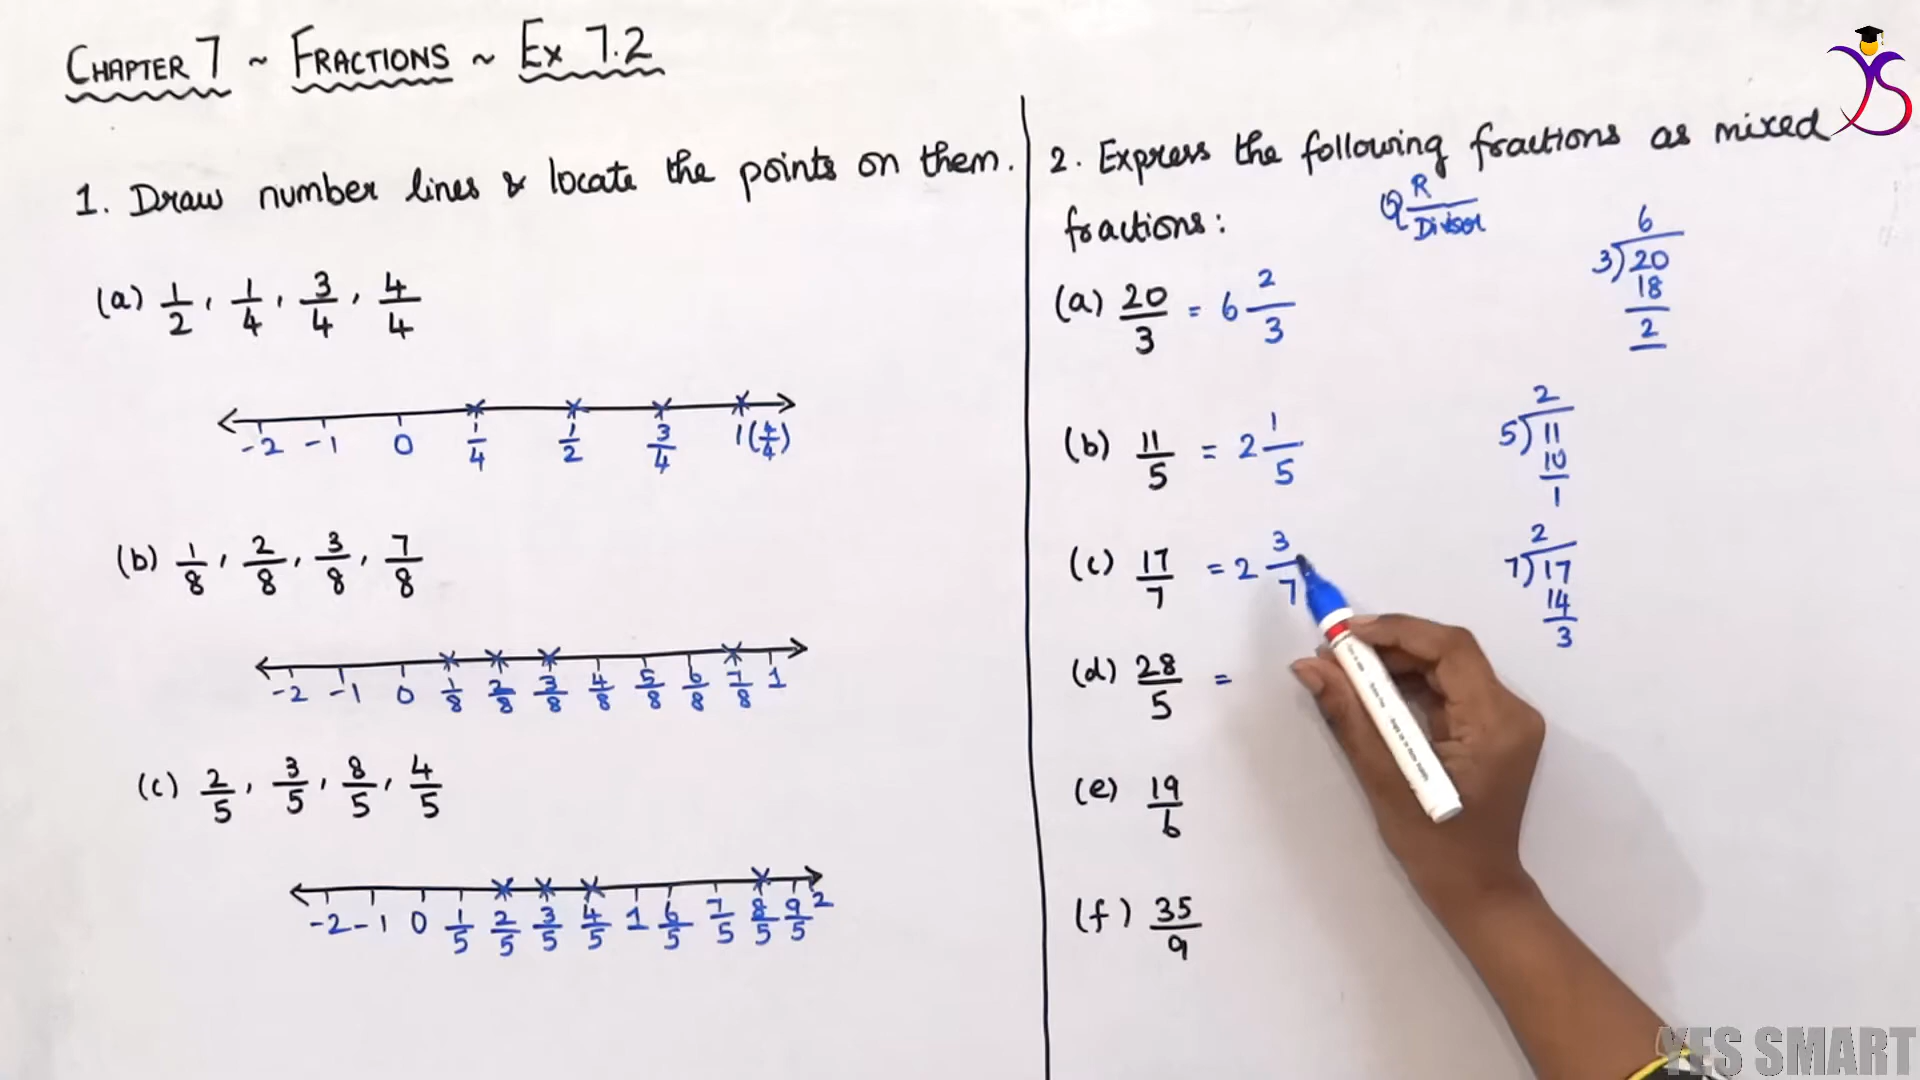 CHAPTER 7 ~ FRACTIONS ~ EX 7.2
1. Draw number lines & locate the points on them.
(a) 1/2, 1/4, 3/4, 4/4
-2 -1 0 1/4 1/2 3/4 1(4/4)
(b) 1/8, 2/8, 3/8, 7/8
-2 -1 0 1/8 2/8 3/8 4/8 5/8 6/8 7/8 1
(c) 2/5, 3/5, 8/5, 4/5
-2 -1 0 1/5 2/5 3/5 4/5 1 6/5 7/5 8/5 9/5 2
2. Express the following fractions as mixed
fractions:
Q R/Divisor
(a) 20/3 = 6 2/3
6
3)20
18
2
(b) 11/5 = 2 1/5
2
5)11
10
1
(c) 17/7 = 2 3/7
2
7)17
14
3
(d) 28/5 =
(e) 19/6
(f) 35/9
YS
YES SMART